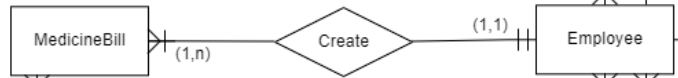 MedicineBill
(1,n)
Create
(1,1)
Employee